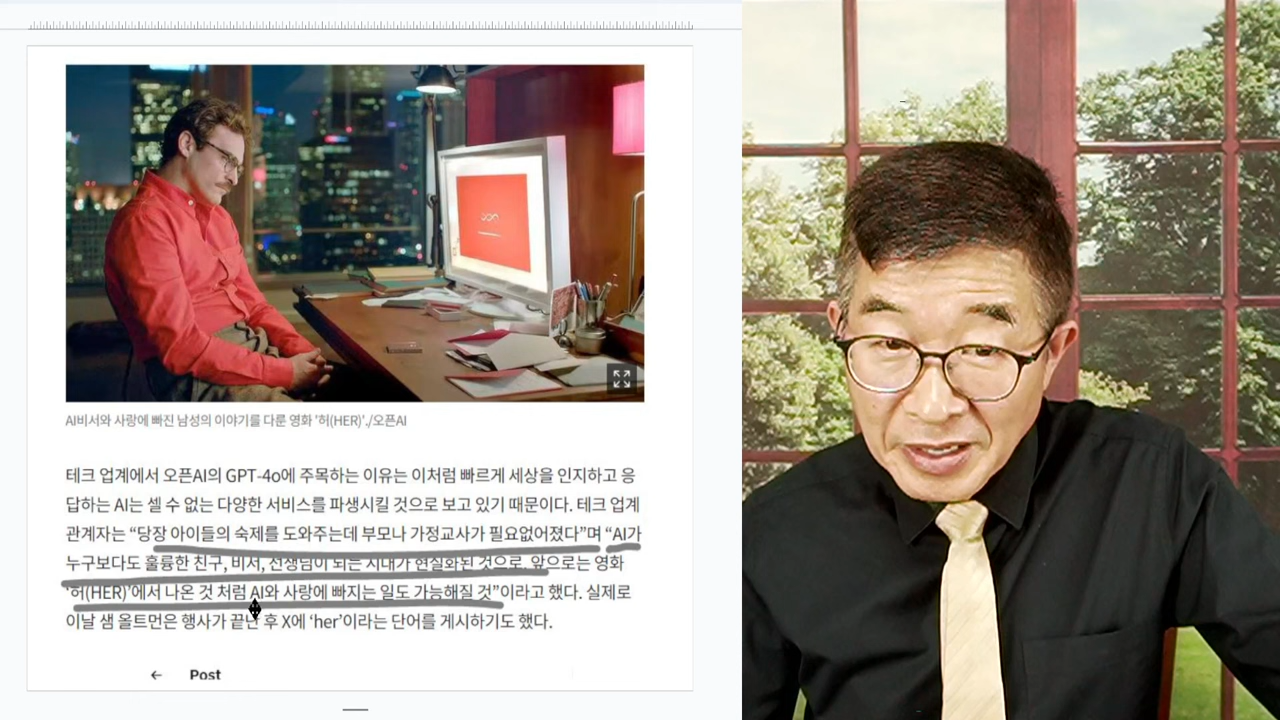 AI비서와 사랑에 빠진 남성의 이야기를 다룬 영화 '허(HER)'./오픈AI
테크 업계에서 오픈AI의 GPT-4o에 주목하는 이유는 이처럼 빠르게 세상을 인지하고 응
답하는 AI는 셀 수 없는 다양한 서비스를 파생시킬 것으로 보고 있기 때문이다. 테크 업계
관계자는 “당장 아이들의 숙제를 도와주는데 부모나 가정교사가 필요없어졌다”며 “AI가
누구보다도 훌륭한 친구, 비서, 선생님이 되는 시대가 현실화된 것으로, 앞으로는 영화
‘허(HER)’에서 나온 것 처럼 AI와 사랑에 빠지는 일도 가능해질 것”이라고 했다. 실제로
이날 샘 올트먼은 행사가 끝난 후 X에 ‘her’이라는 단어를 게시하기도 했다.
← Post